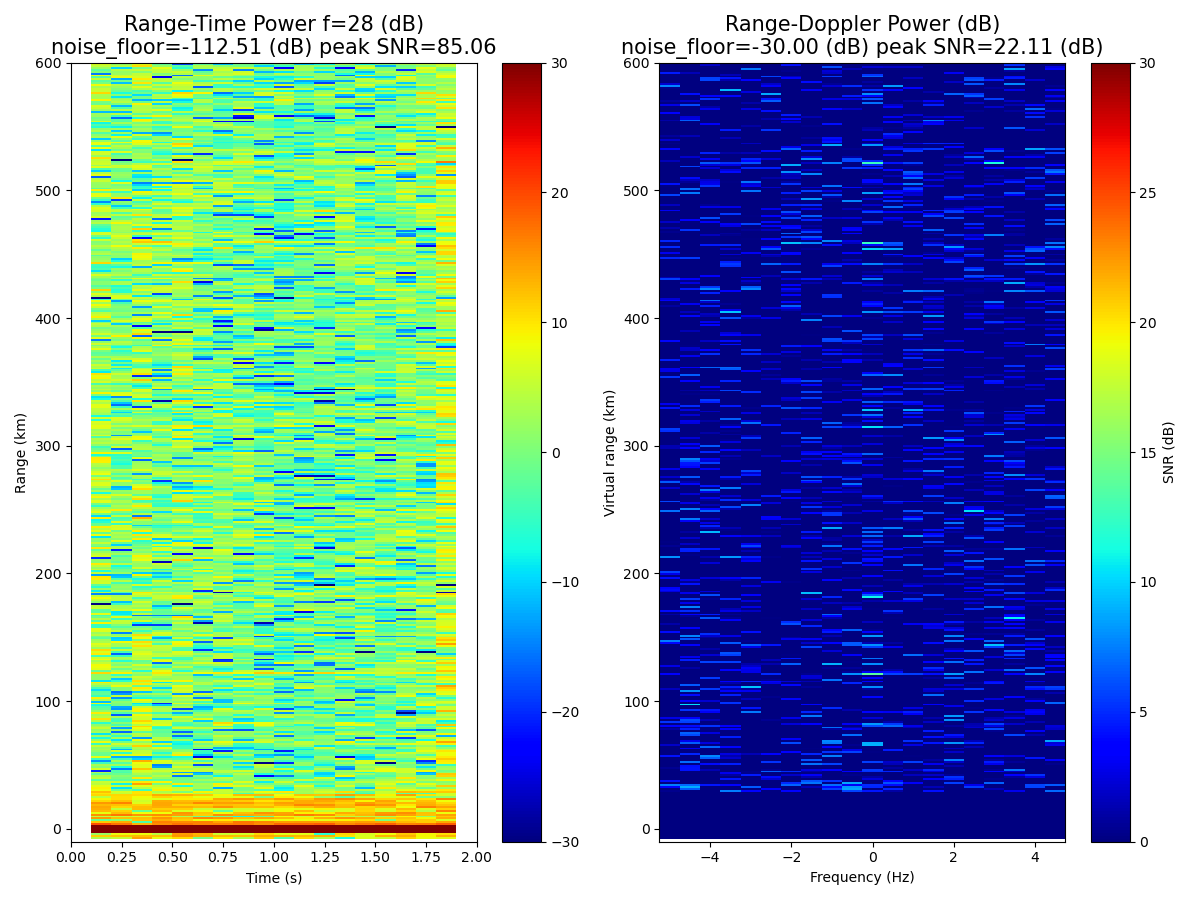 Range-Time Power f=28 (dB)
noise_floor=-112.51 (dB) peak SNR=85.06
Range-Doppler Power (dB)
noise_floor=-30.00 (dB) peak SNR=22.11 (dB)
600
500
400
300
200
100
0
Range (km)
0.00 0.25 0.50 0.75 1.00 1.25 1.50 1.75 2.00
Time (s)
30
20
10
0
−10
−20
−30
600
500
400
300
200
100
0
Virtual range (km)
−4 −2 0 2 4
Frequency (Hz)
30
25
20
15
10
5
0
SNR (dB)